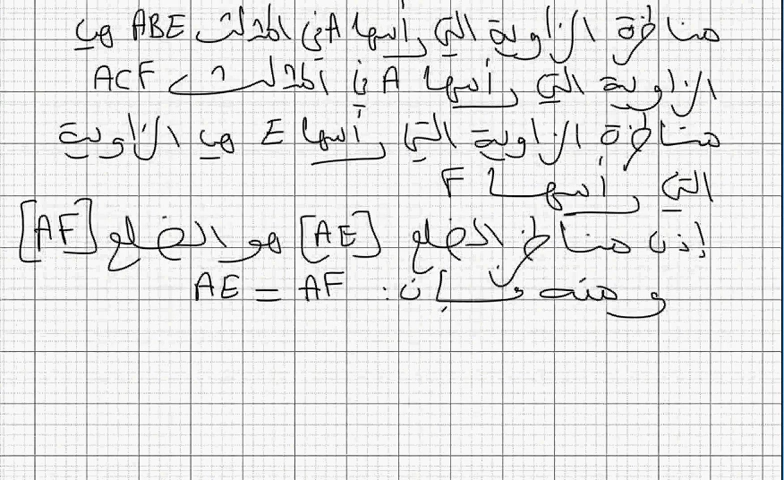 مناظرة الزاوية التي رأسها A في المثلث ABE هي
الزاوية التي رأسها A في المثلث ACF
مناظرة الزاوية التي رأسها E هي الزاوية
التي رأسها F
إذن مناظر الضلع [AE] هو الضلع [AF]
ومنه فإن: AE = AF